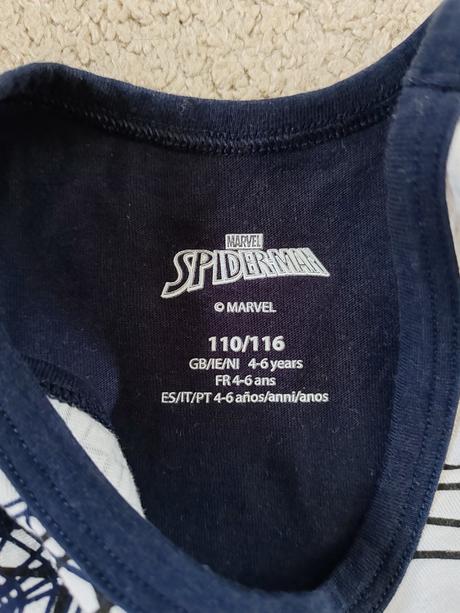 MARVEL
SPIDER-MAN
© MARVEL
110/116
GB/IE/NI 4-6 years
FR 4-6 ans
ES/IT/PT 4-6 años/anni/anos